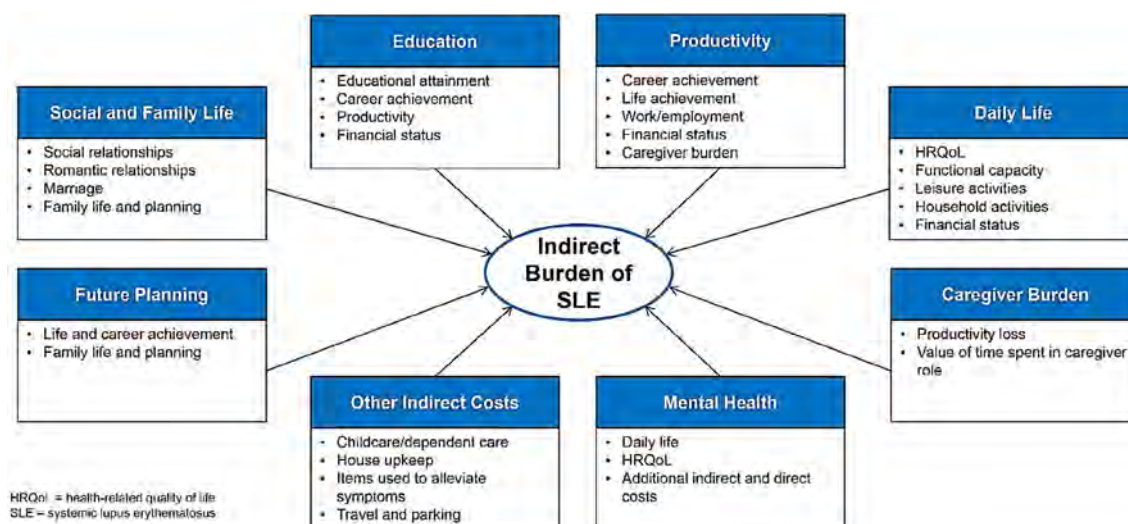 Education
• Educational attainment
• Career achievement
• Productivity
• Financial status
Productivity
• Career achievement
• Life achievement
• Work/employment
• Financial status
• Caregiver burden
Social and Family Life
• Social relationships
• Romantic relationships
• Marriage
• Family life and planning
Daily Life
• HRQoL
• Functional capacity
• Leisure activities
• Household activities
• Financial status
Indirect
Burden of
SLE
Future Planning
• Life and career achievement
• Family life and planning
Caregiver Burden
• Productivity loss
• Value of time spent in caregiver
role
Other Indirect Costs
• Childcare/dependent care
• House upkeep
• Items used to alleviate
symptoms
• Travel and parking
Mental Health
• Daily life
• HRQoL
• Additional indirect and direct
costs
HRQoL = health-related quality of life
SLE = systemic lupus erythematosus